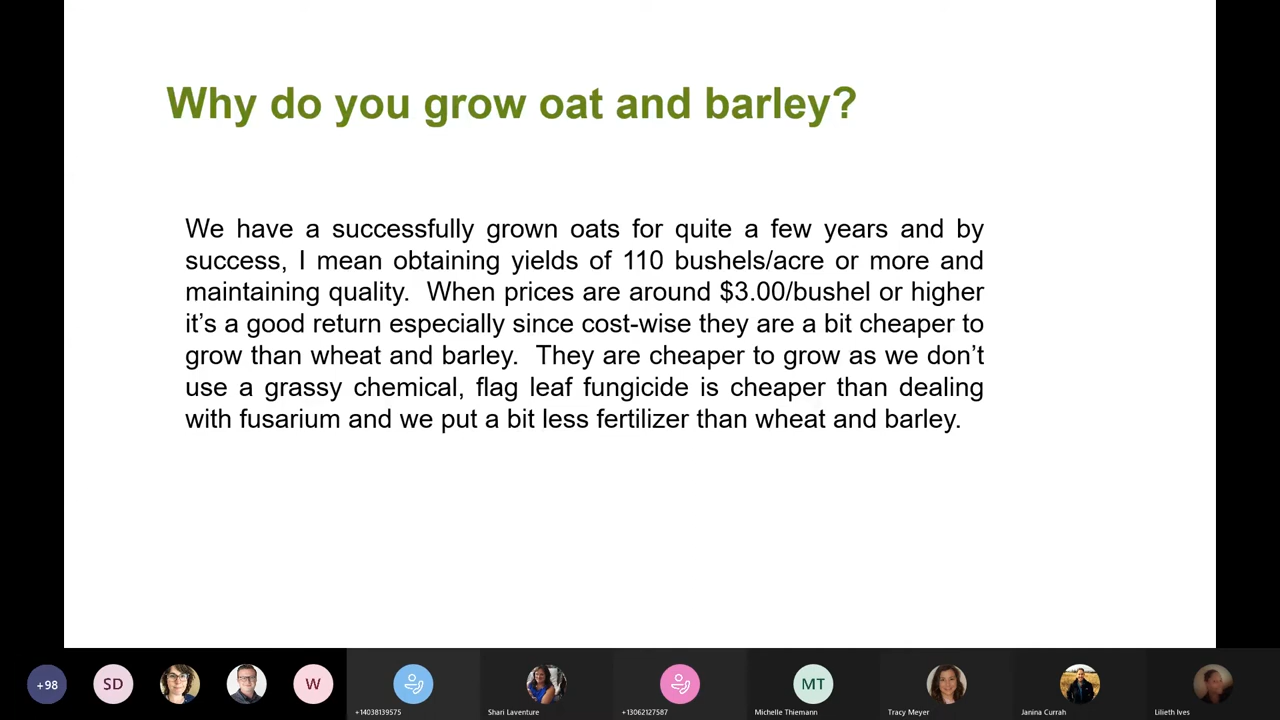 Why do you grow oat and barley?
We have a successfully grown oats for quite a few years and by
success, I mean obtaining yields of 110 bushels/acre or more and
maintaining quality.  When prices are around $3.00/bushel or higher
it’s a good return especially since cost-wise they are a bit cheaper to
grow than wheat and barley.  They are cheaper to grow as we don’t
use a grassy chemical, flag leaf fungicide is cheaper than dealing
with fusarium and we put a bit less fertilizer than wheat and barley.
+98
SD
W
MT
+14038139575
Shari Laventure
+13062127587
Michelle Thiemann
Tracy Meyer
Janina Currah
Lilieth Ives